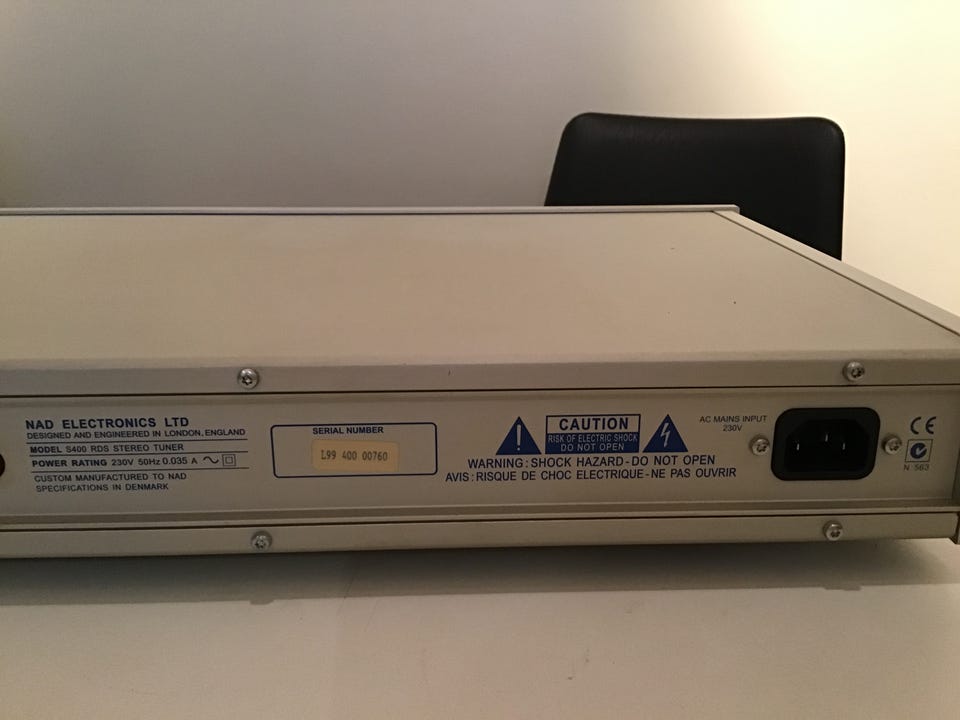 NAD ELECTRONICS LTD
DESIGNED AND ENGINEERED IN LONDON, ENGLAND
MODEL S400 RDS STEREO TUNER
POWER RATING 230V 50Hz 0.035 A
CUSTOM MANUFACTURED TO NAD
SPECIFICATIONS IN DENMARK
SERIAL NUMBER
L99 400 00760
CAUTION
RISK OF ELECTRIC SHOCK
DO NOT OPEN
WARNING: SHOCK HAZARD-DO NOT OPEN
AVIS: RISQUE DE CHOC ELECTRIQUE-NE PAS OUVRIR
AC MAINS INPUT
230V
CE
N 563